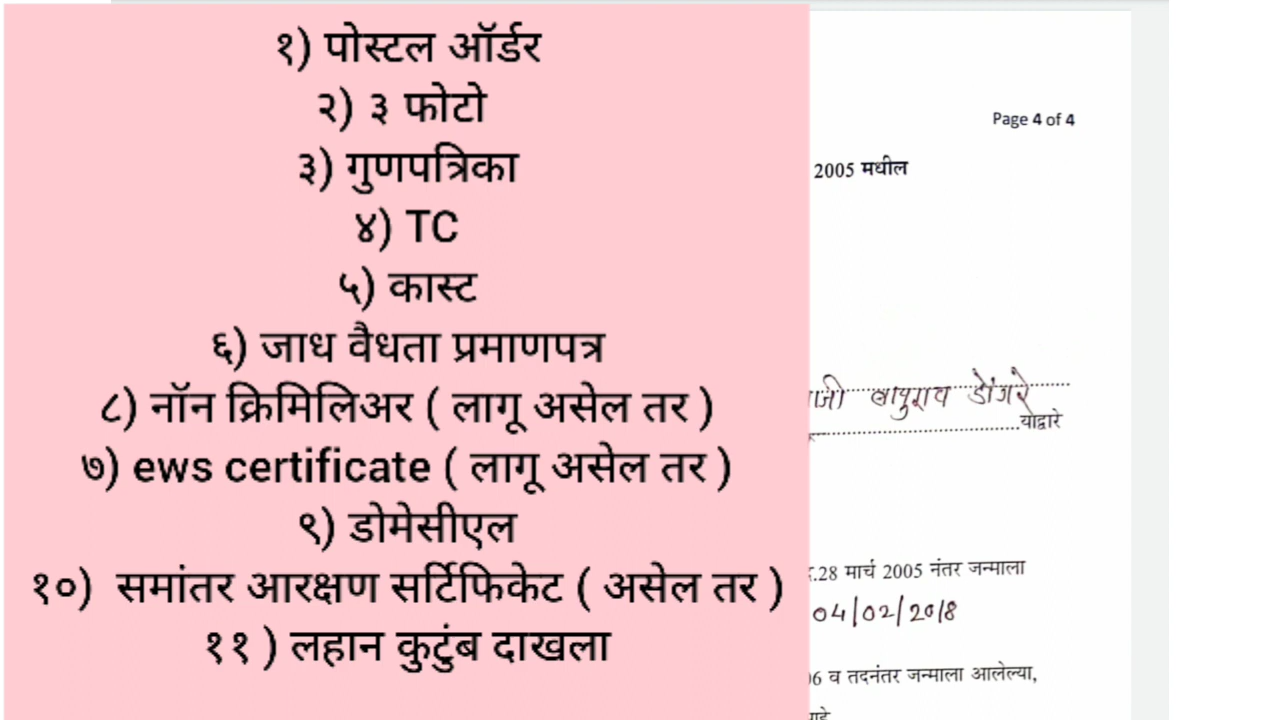 १) पोस्टल ऑर्डर
२) ३ फोटो
३) गुणपत्रिका
४) TC
५) कास्ट
६) जाध वैधता प्रमाणपत्र
८) नॉन क्रिमिलिअर ( लागू असेल तर )
७) ews certificate ( लागू असेल तर )
९) डोमेसीएल
१०) समांतर आरक्षण सर्टिफिकेट ( असेल तर )
११ ) लहान कुटुंब दाखला
Page 4 of 4
2005 मधील
बापुराव डोंगरे
याद्वारे
.28 मार्च 2005 नंतर जन्माला
04/02/2018
06 व तदनंतर जन्माला आलेल्या,